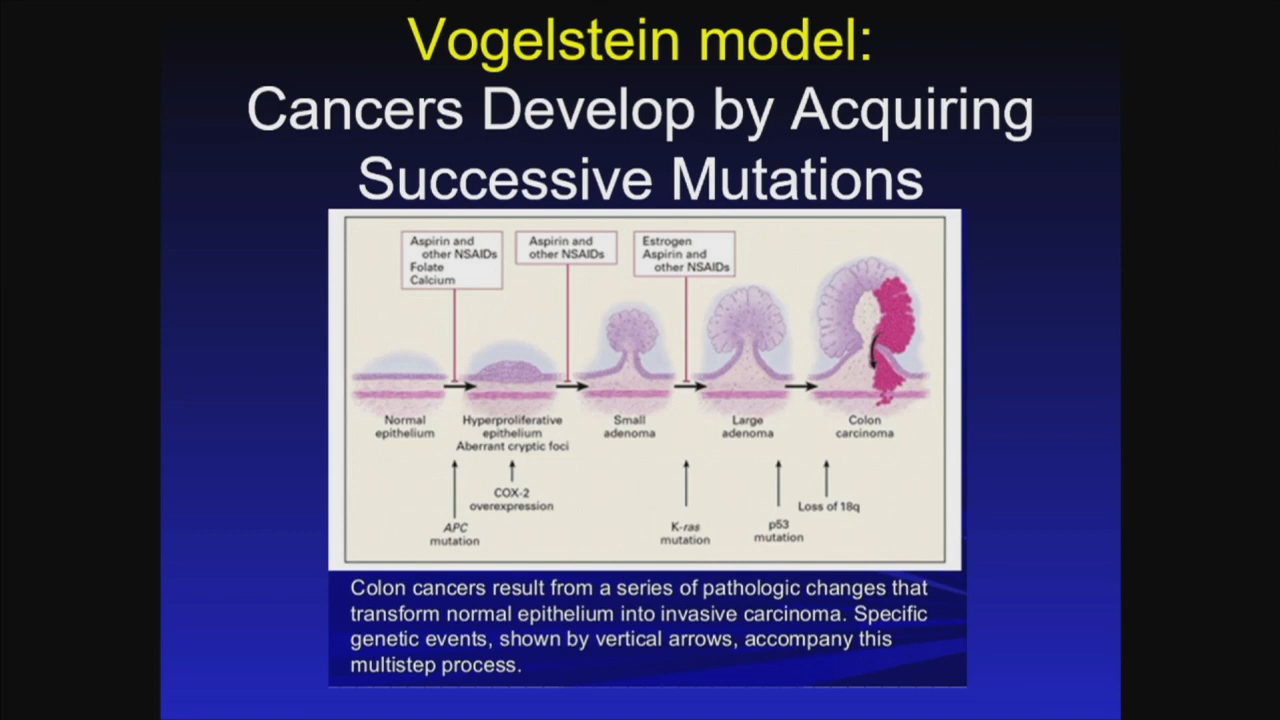 Vogelstein model:
Cancers Develop by Acquiring
Successive Mutations
Aspirin and
other NSAIDs
Folate
Calcium
Aspirin and
other NSAIDs
Estrogen
Aspirin and
other NSAIDs
Normal
epithelium
Hyperproliferative
epithelium
Aberrant cryptic foci
Small
adenoma
Large
adenoma
Colon
carcinoma
COX-2
overexpression
APC
mutation
K-ras
mutation
p53
mutation
Loss of 18q
Colon cancers result from a series of pathologic changes that
transform normal epithelium into invasive carcinoma. Specific
genetic events, shown by vertical arrows, accompany this
multistep process.